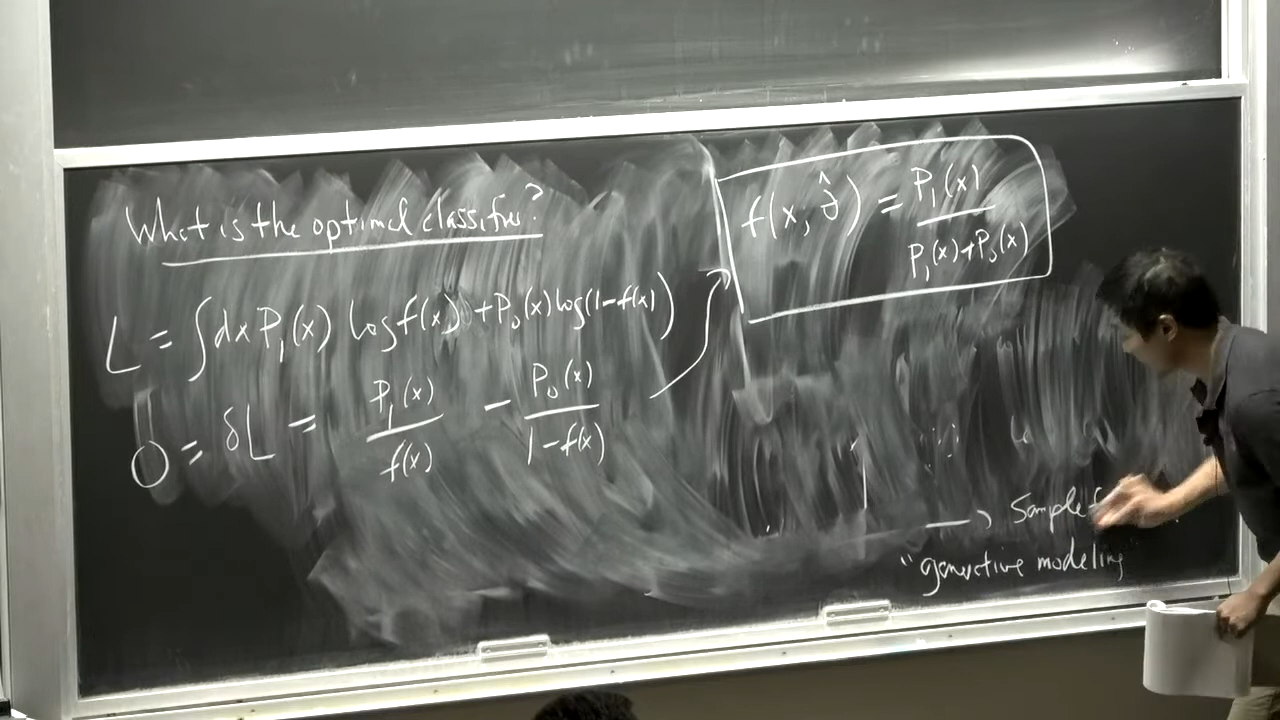 What is the optimal classifier?
L = ∫dx P₁(x) log f(x) + P₀(x) log(1-f(x))
0 = δL = P₁(x)/f(x) - P₀(x)/(1-f(x))
f(x, θ̂) = P₁(x)/(P₁(x)+P₀(x))
→ Sample
"generative modeling"